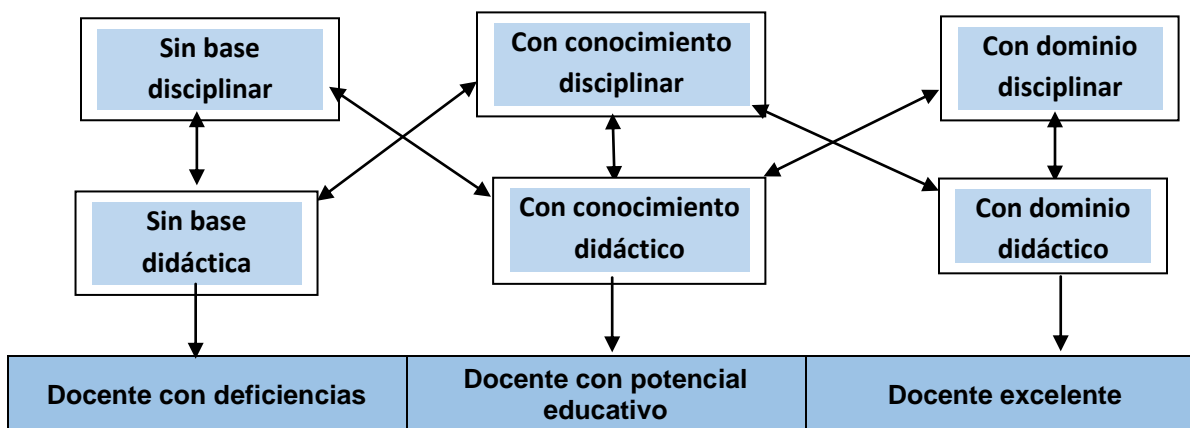 Sin base
disciplinar
Con conocimiento
disciplinar
Con dominio
disciplinar
Sin base
didáctica
Con conocimiento
didáctico
Con dominio
didáctico
Docente con deficiencias
Docente con potencial
educativo
Docente excelente